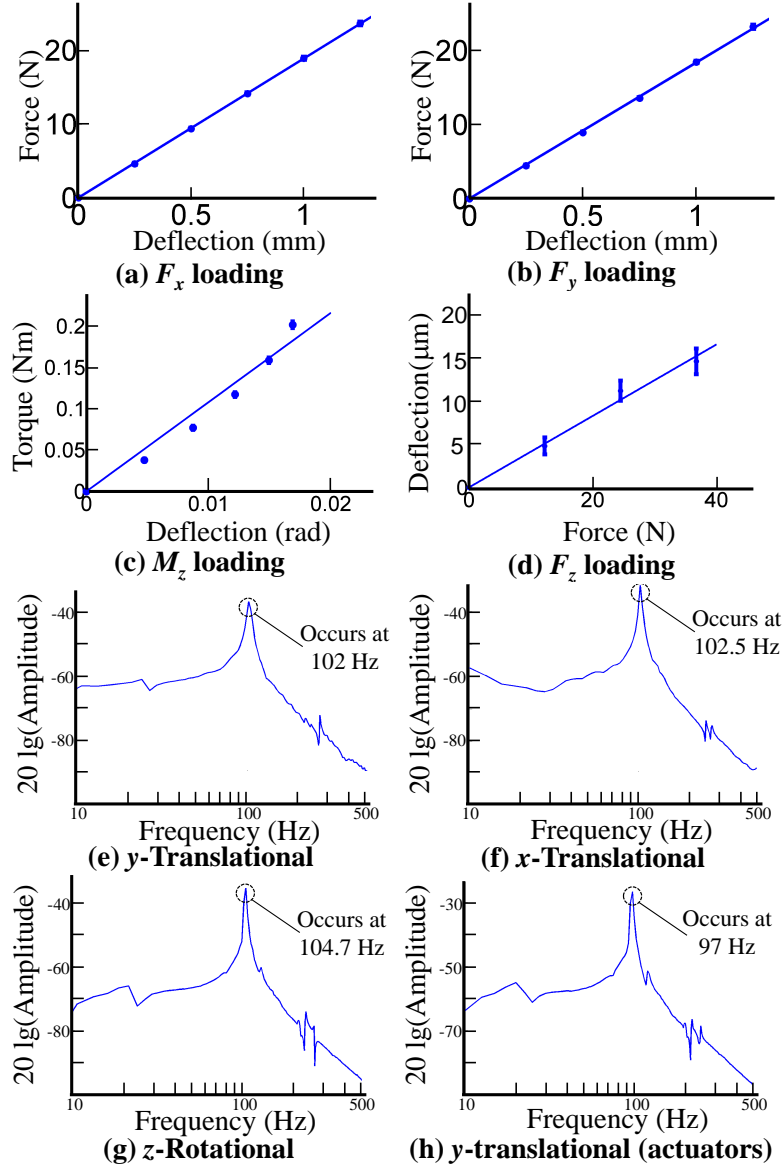 Force (N)
20
10
0
0
0.5
1
Deflection (mm)
(a) Fx loading
Force (N)
20
10
0
0
0.5
1
Deflection (mm)
(b) Fy loading
Torque (Nm)
0.2
0.15
0.1
0.05
0
0
0.01
0.02
Deflection (rad)
(c) Mz loading
Deflection(μm)
20
15
10
5
0
0
20
40
Force (N)
(d) Fz loading
20 lg(Amplitude)
-40
-60
-80
Occurs at
102 Hz
10
100
500
Frequency (Hz)
(e) y-Translational
20 lg(Amplitude)
-40
-60
-80
Occurs at
102.5 Hz
10
100
500
Frequency (Hz)
(f) x-Translational
20 lg(Amplitude)
-40
-60
-80
Occurs at
104.7 Hz
10
100
500
Frequency (Hz)
(g) z-Rotational
20 lg(Amplitude)
-30
-50
-70
Occurs at
97 Hz
10
100
500
Frequency (Hz)
(h) y-translational (actuators)